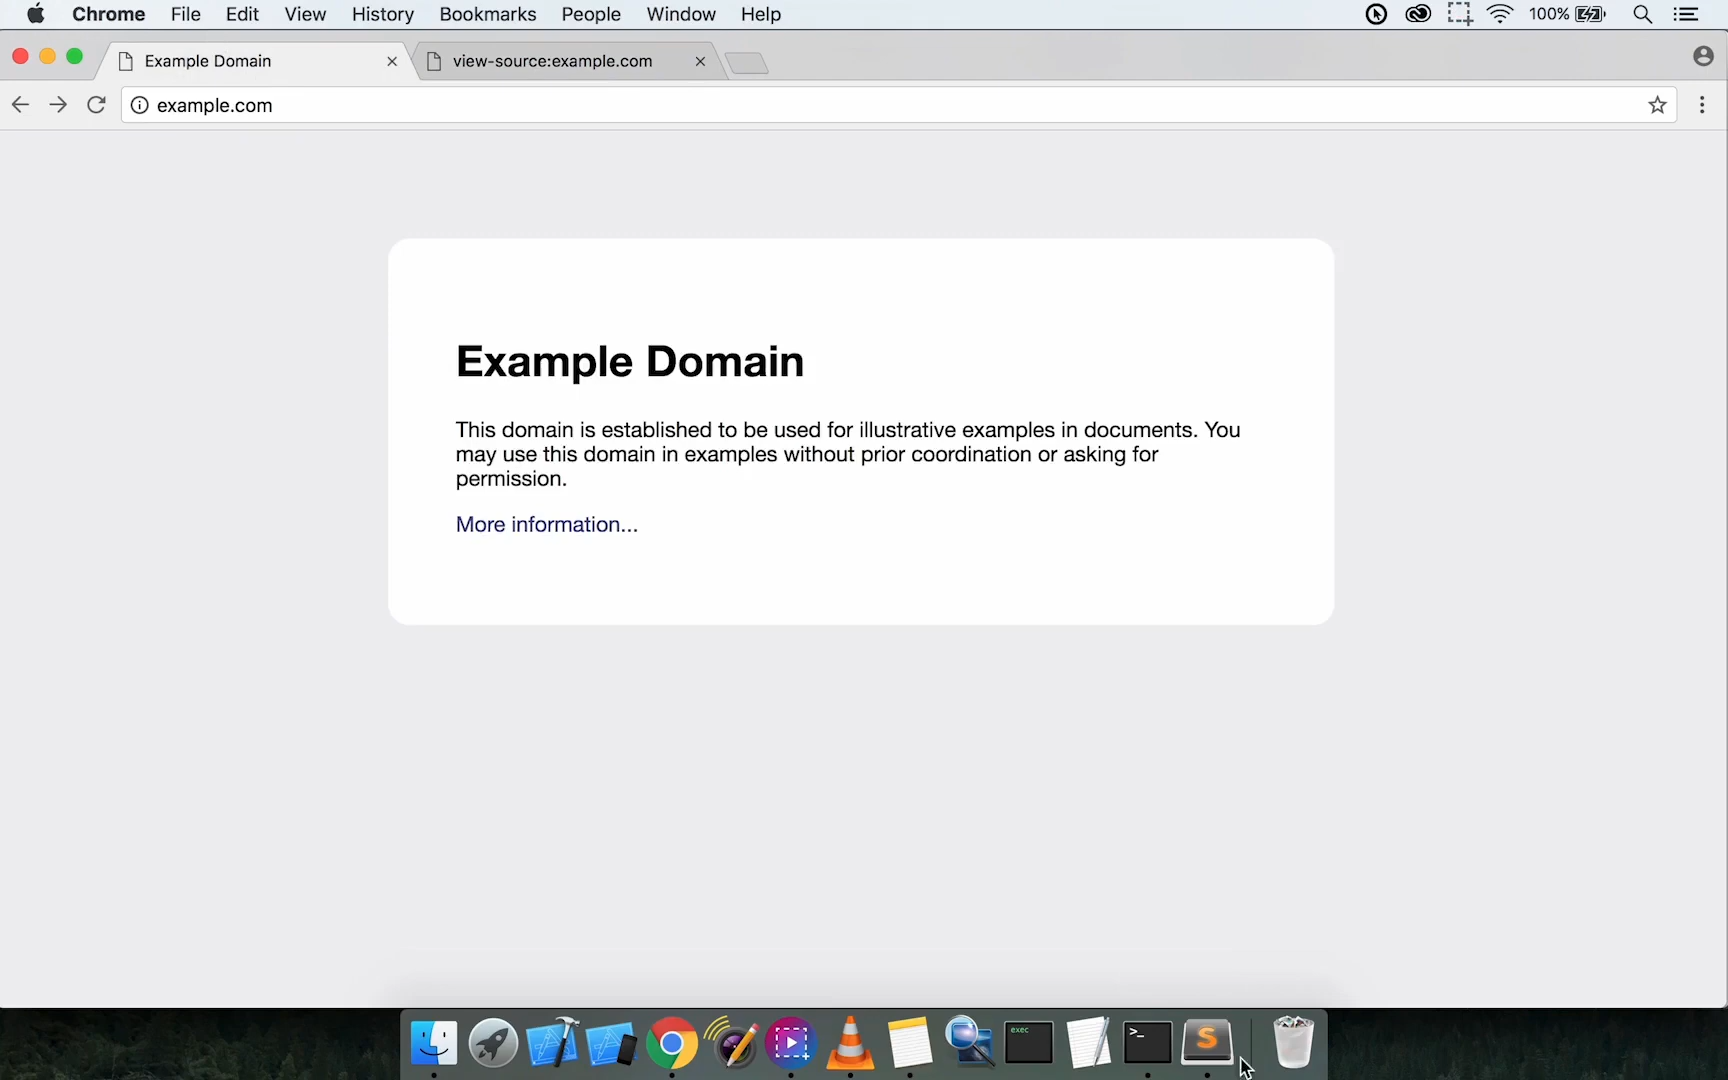 Chrome File Edit View History Bookmarks People Window Help 100%
Example Domain view-source:example.com
example.com
Example Domain
This domain is established to be used for illustrative examples in documents. You
may use this domain in examples without prior coordination or asking for
permission.
More information...
exec
>_ S